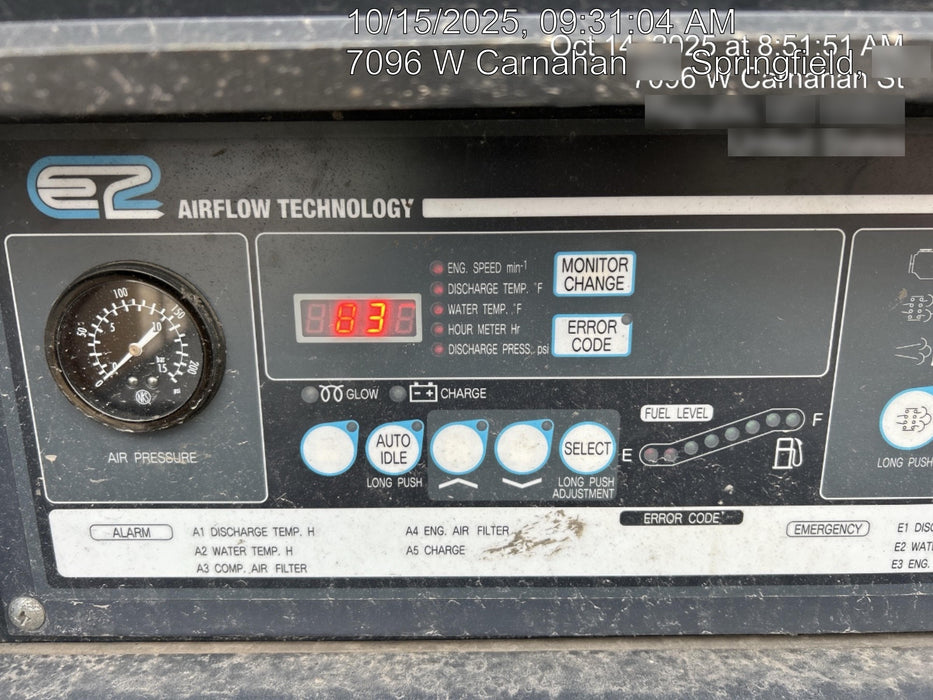 10/15/2025, 09:31:04 AM
Oct 14, 2025 at 8:51:51 AM
7096 W Carnahan Springfield,
7096 W Carnahan St
E2 AIRFLOW TECHNOLOGY
ENG. SPEED min-1
DISCHARGE TEMP. °F
WATER TEMP. °F
HOUR METER Hr
DISCHARGE PRESS. psi
MONITOR
CHANGE
ERROR
CODE
0 50 100 150 200
0 5 10 15
bar
psi
AIR PRESSURE
GLOW
CHARGE
AUTO
IDLE
LONG PUSH
SELECT
LONG PUSH
ADJUSTMENT
FUEL LEVEL
E
F
LONG PUSH
ERROR CODE
ALARM
A1 DISCHARGE TEMP. H
A2 WATER TEMP. H
A3 COMP. AIR FILTER
A4 ENG. AIR FILTER
A5 CHARGE
EMERGENCY
E1
E2
E3 ENG.